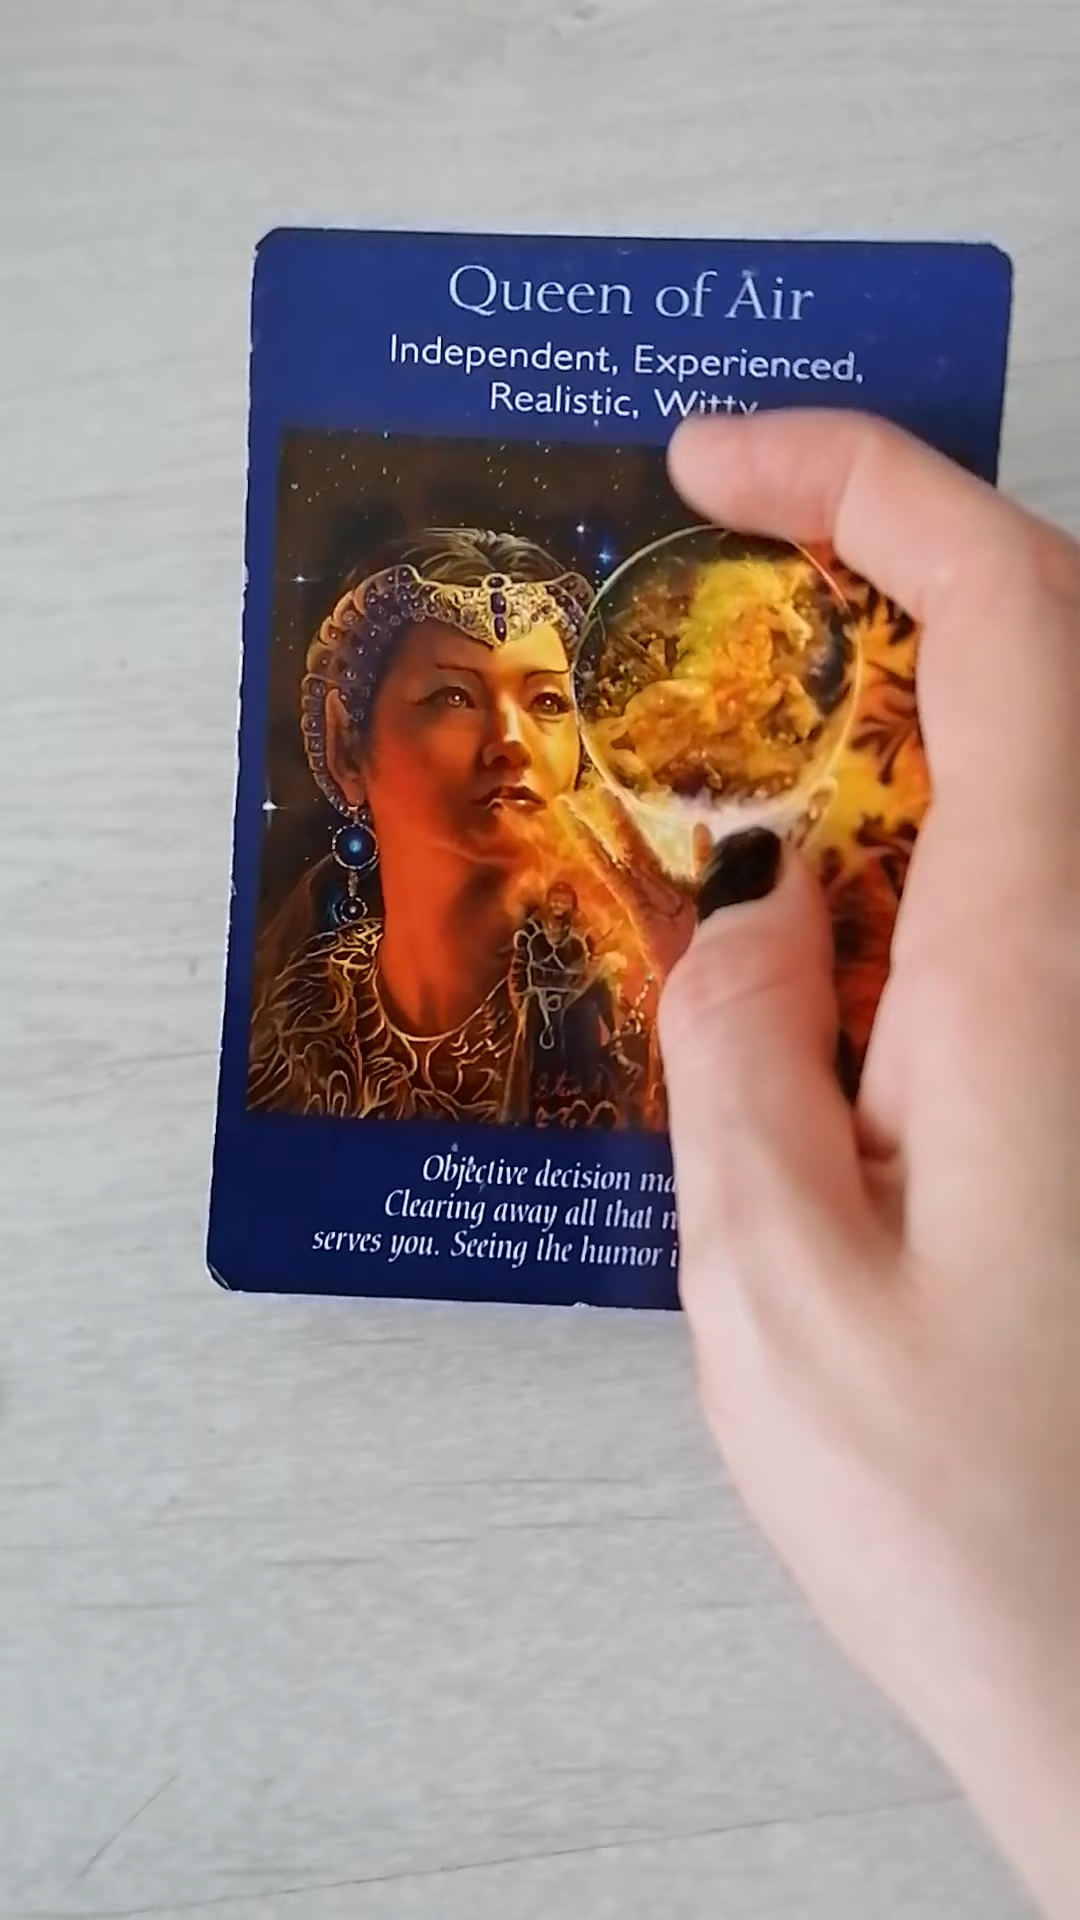 Queen of Air
Independent, Experienced,
Realistic, Witty
Objective decision
Clearing away all that
serves you. Seeing the humor